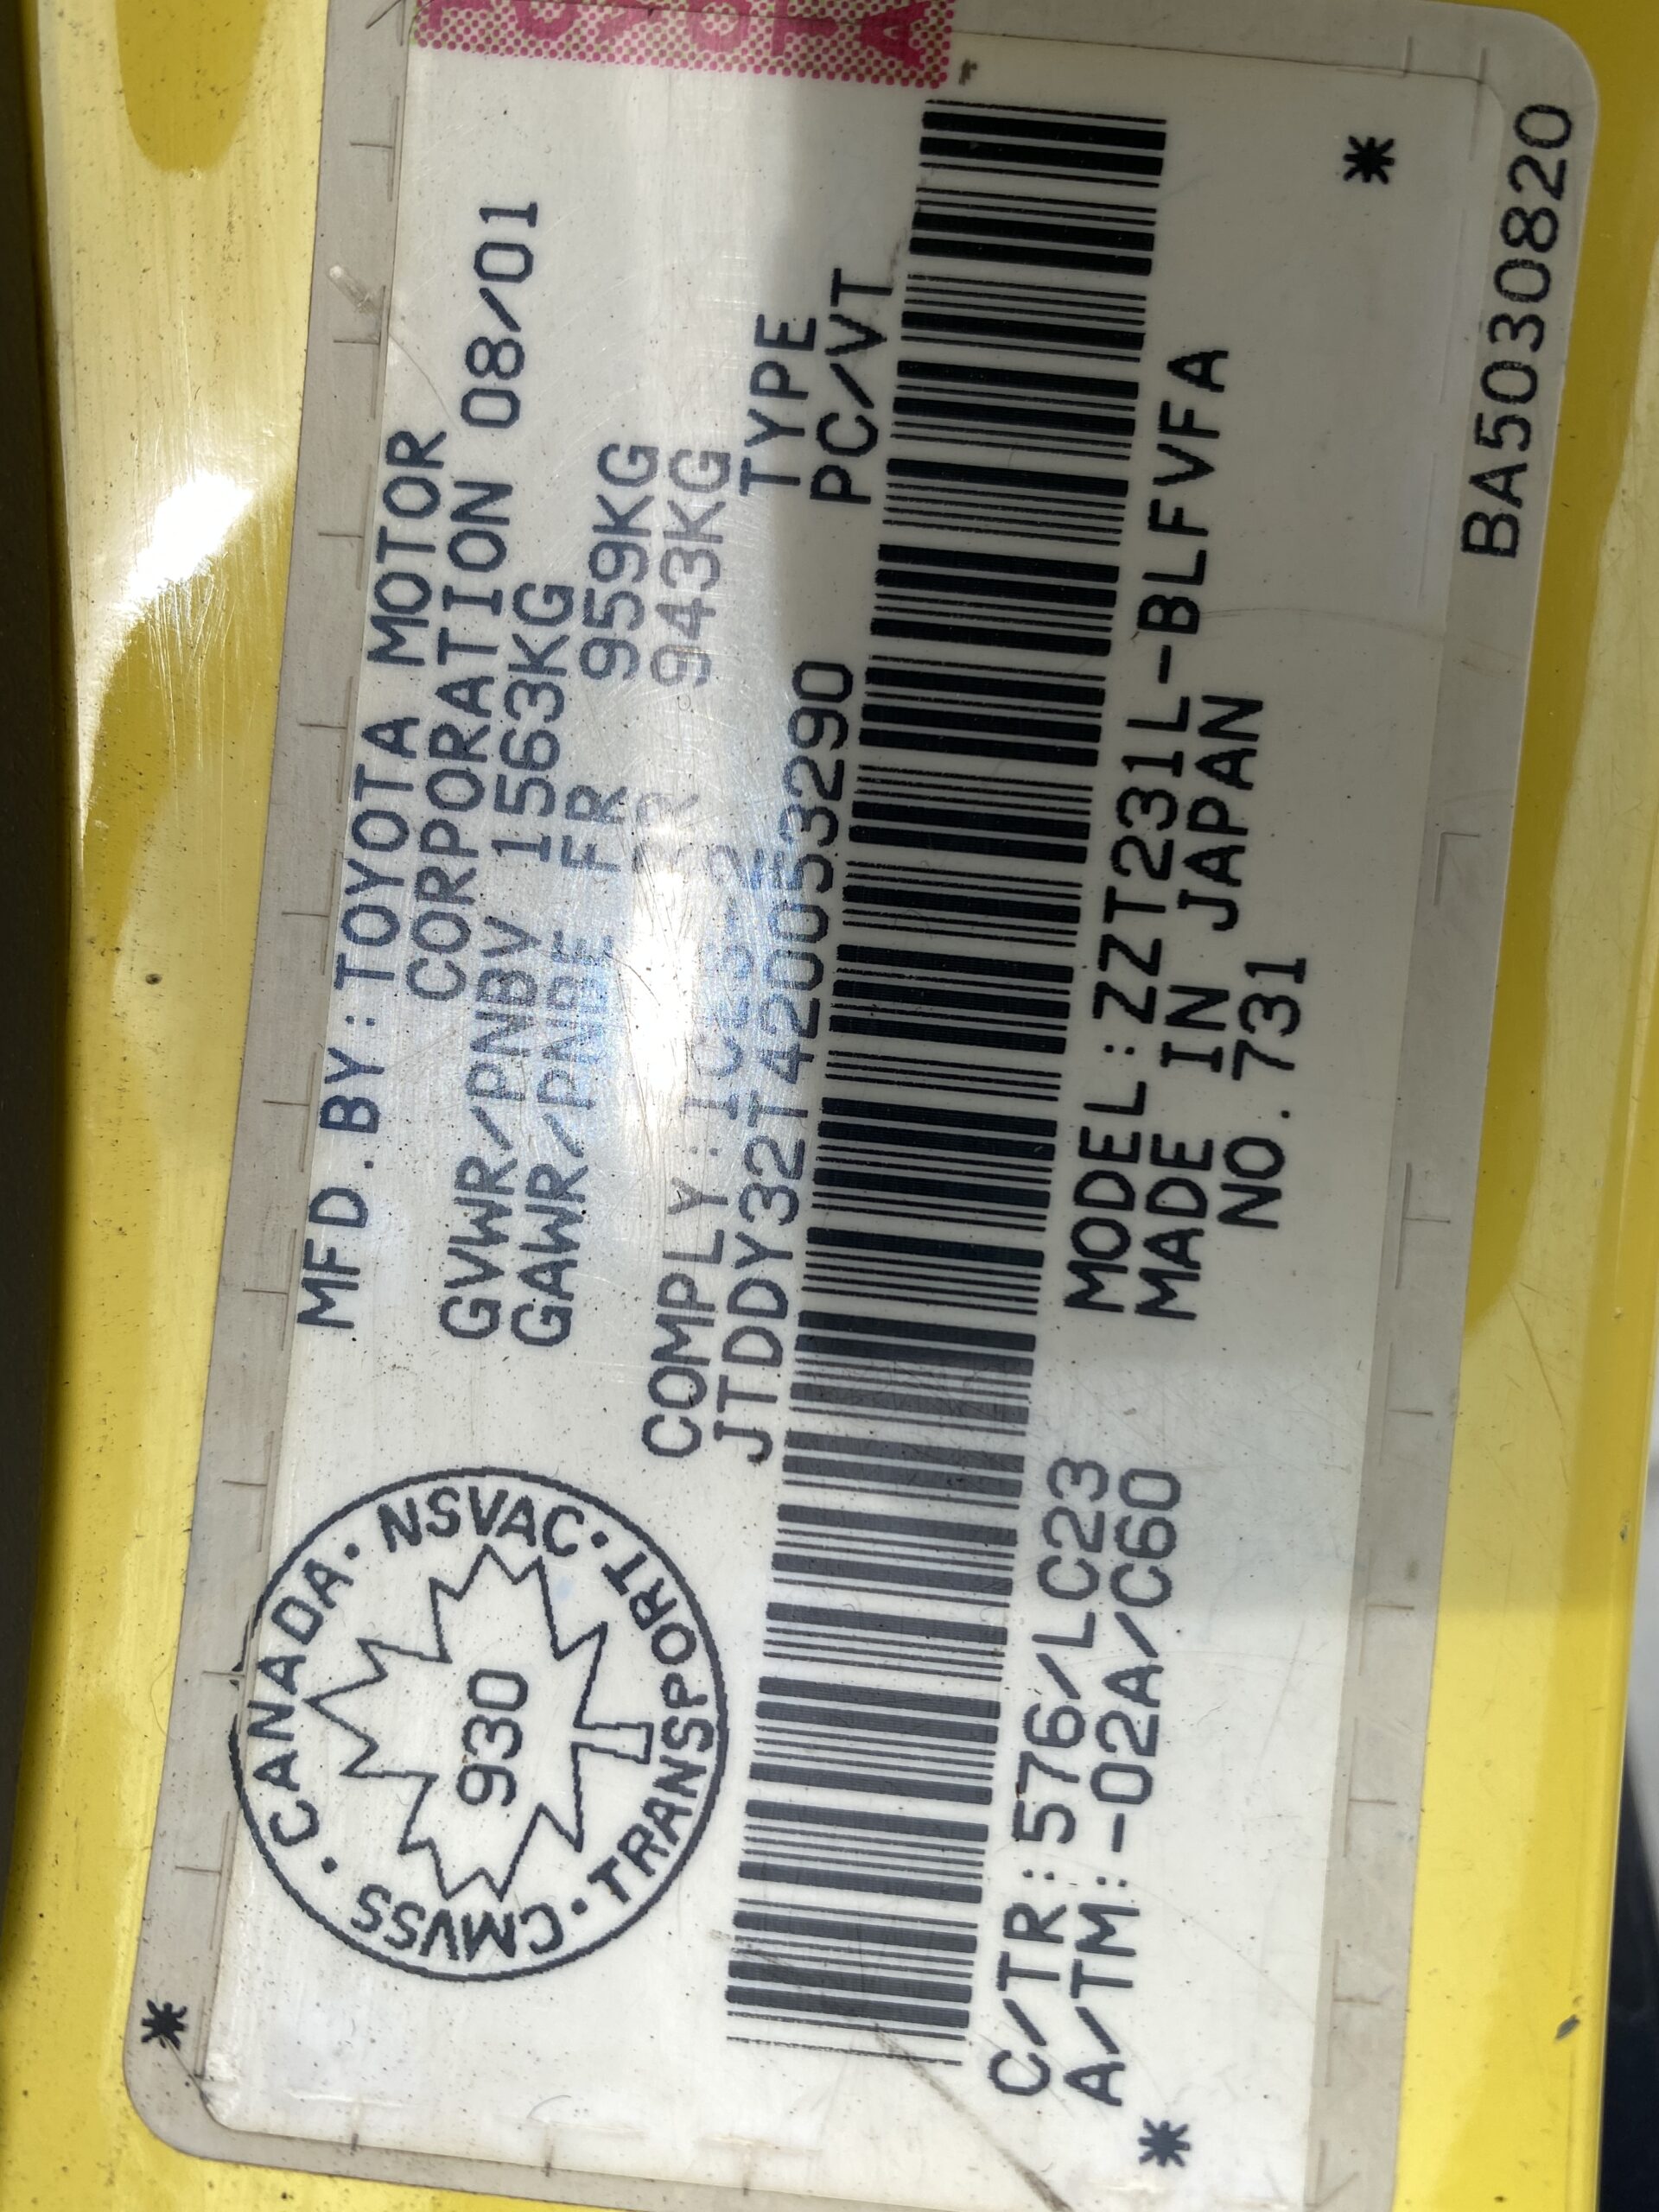 MFD.BY:TOYOTA MOTOR
CORPORATION 08/01
GVWR/PNBV 1563KG
GAWR/PNBE FR 959KG
RR 943KG
COMPLY:
TYPE
JTDDY32T420053290
PC/VT
CANADA · NSVAC · TRANSPORT · CMVSS ·
930
C/TR:576/LC23
A/TM:-02A/C60
MODEL:ZZT231L-BLFVFA
MADE IN JAPAN
NO.731
BA5030820